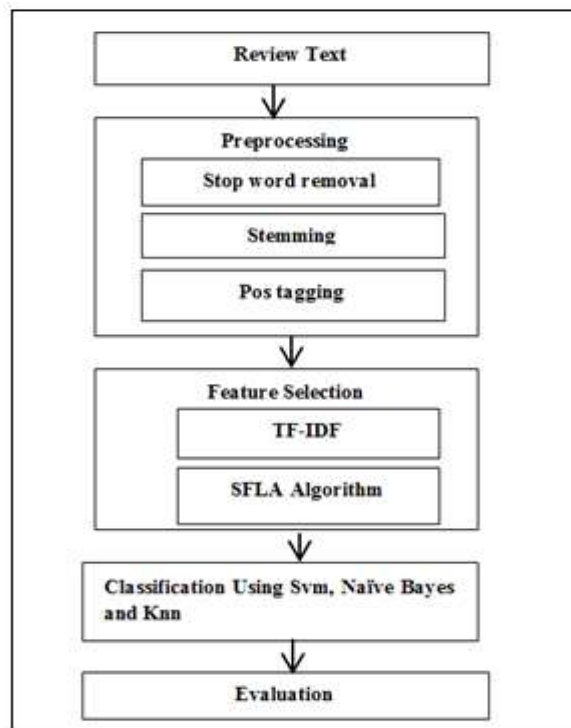 Review Text
Preprocessing
Stop word removal
Stemming
Pos tagging
Feature Selection
TF-IDF
SFLA Algorithm
Classification Using Svm, Naïve Bayes
and Knn
Evaluation